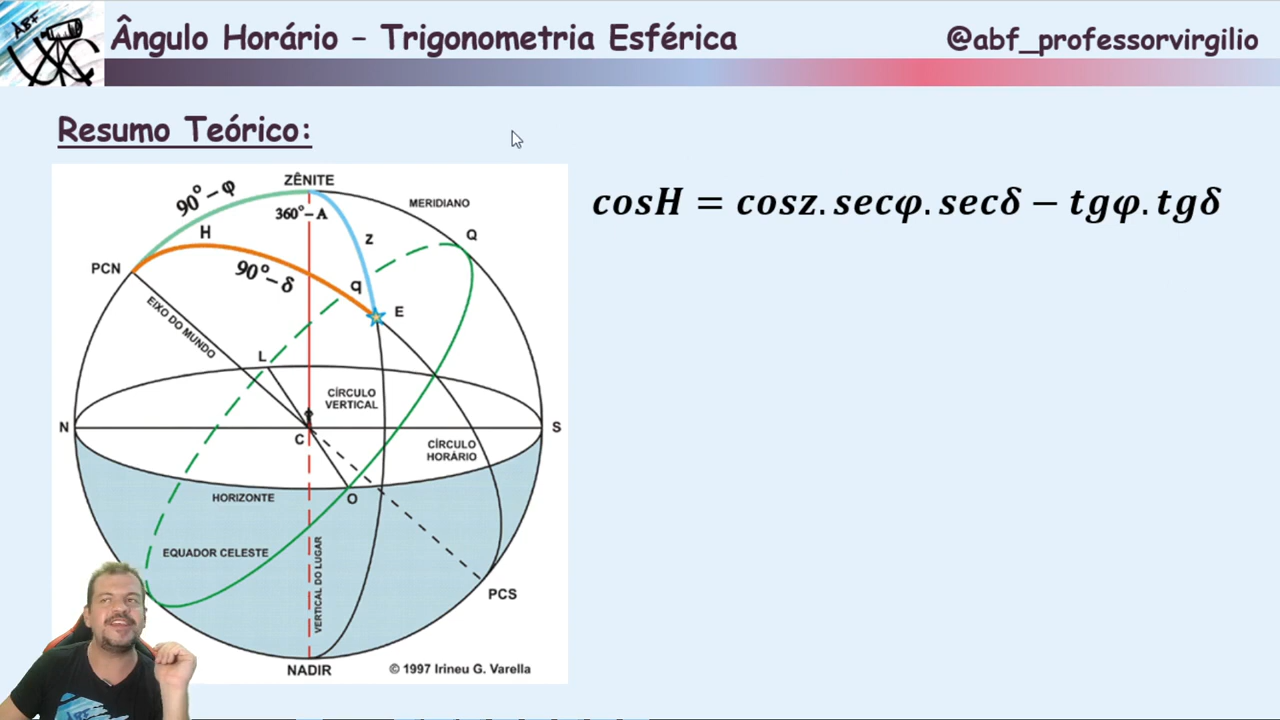 ABF
Ângulo Horário – Trigonometria Esférica
@abf_professorvirgilio
Resumo Teórico:
cosH = cosz.secφ.secδ − tgφ.tgδ
ZÊNITE
90° – φ
360° – A
MERIDIANO
H
z
Q
PCN
90° – δ
q
E
EIXO DO MUNDO
L
CÍRCULO
VERTICAL
N
C
S
CÍRCULO
HORÁRIO
HORIZONTE
O
EQUADOR CELESTE
VERTICAL DO LUGAR
PCS
NADIR
© 1997 Irineu G. Varella